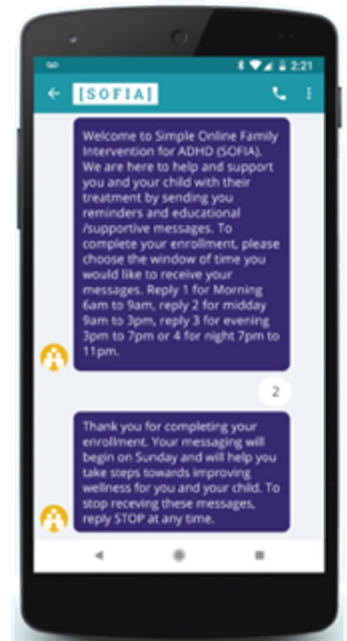 2:21
[SOFIA]
Welcome to Simple Online Family
Intervention for ADHD (SOFIA).
We are here to help and support
you and your child with their
treatment by sending you
reminders and educational
/supportive messages. To
complete your enrollment, please
choose the window of time you
would like to receive your
messages. Reply 1 for Morning
6am to 9am, reply 2 for midday
9am to 3pm, reply 3 for evening
3pm to 7pm or 4 for night 7pm to
11pm.
2
Thank you for completing your
enrollment. Your messaging will
begin on Sunday and will help you
take steps towards improving
wellness for you and your child. To
stop receving these messages,
reply STOP at any time.